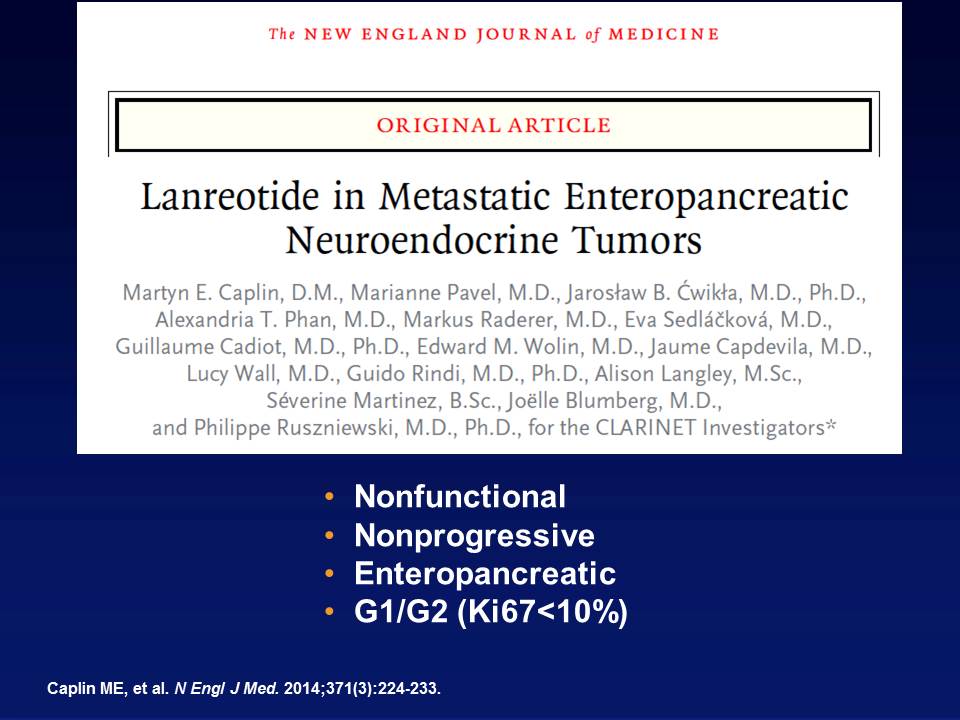 The NEW ENGLAND JOURNAL of MEDICINE
ORIGINAL ARTICLE
Lanreotide in Metastatic Enteropancreatic
Neuroendocrine Tumors
Martyn E. Caplin, D.M., Marianne Pavel, M.D., Jarosław B. Ćwikła, M.D., Ph.D.,
Alexandria T. Phan, M.D., Markus Raderer, M.D., Eva Sedláčková, M.D.,
Guillaume Cadiot, M.D., Ph.D., Edward M. Wolin, M.D., Jaume Capdevila, M.D.,
Lucy Wall, M.D., Guido Rindi, M.D., Ph.D., Alison Langley, M.Sc.,
Séverine Martinez, B.Sc., Joëlle Blumberg, M.D.,
and Philippe Ruszniewski, M.D., Ph.D., for the CLARINET Investigators*
• Nonfunctional
• Nonprogressive
• Enteropancreatic
• G1/G2 (Ki67<10%)
Caplin ME, et al. N Engl J Med. 2014;371(3):224-233.